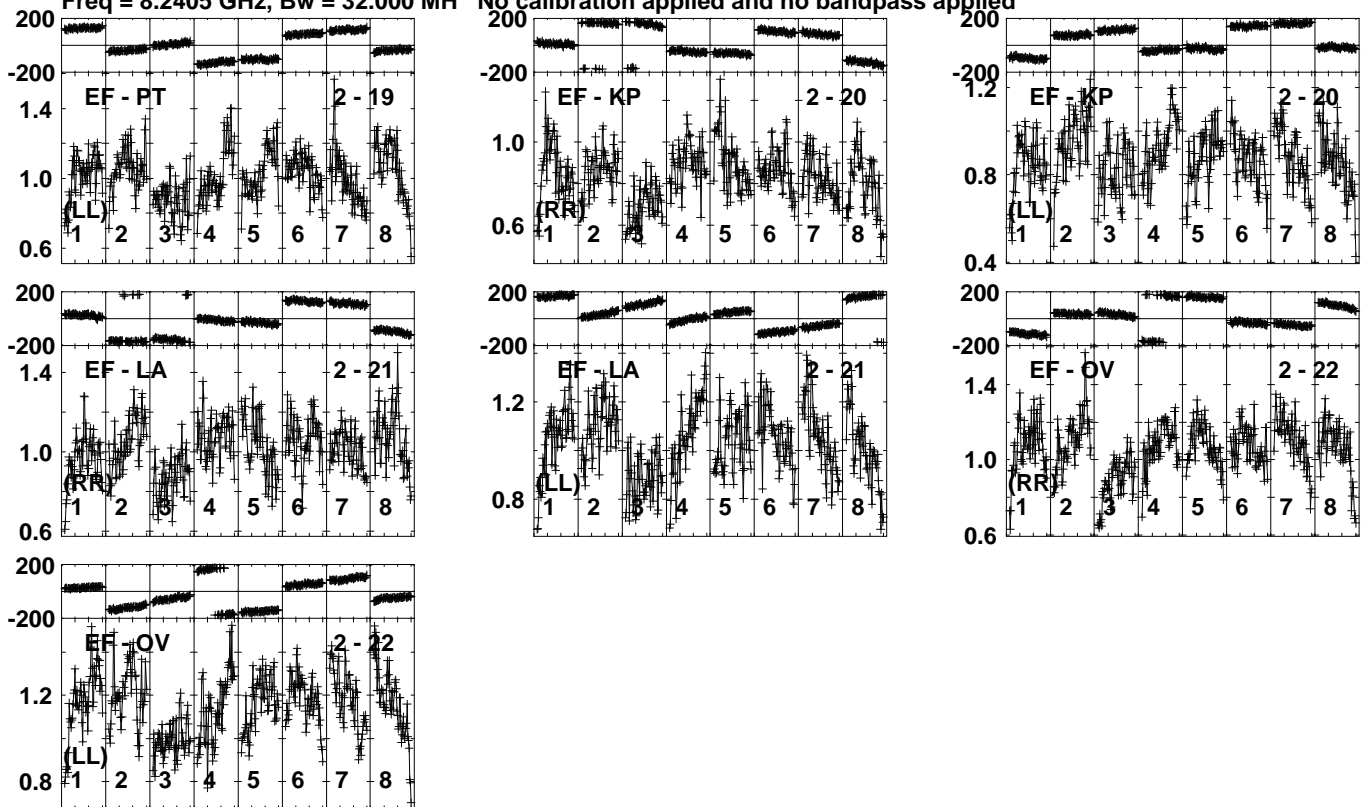 Freq = 8.2405 GHz, Bw = 32.000 MH No calibration applied and no bandpass applied
200
-200
EF - PT 2 - 19
1.4
1.0
(LL)
0.6
1 2 3 4 5 6 7 8
EF - KP 2 - 20
1.0
(RR)
0.6
1 2 3 4 5 6 7 8
200
-200
1.2
EF - KP 2 - 20
0.8
(LL)
0.4
1 2 3 4 5 6 7 8
200
-200
EF - LA 2 - 21
1.4
1.0
(RR)
0.6
1 2 3 4 5 6 7 8
200
-200
EF - LA 2 - 21
1.2
0.8
(LL)
1 2 3 4 5 6 7 8
200
-200
EF - OV 2 - 22
1.4
1.0
(RR)
0.6
1 2 3 4 5 6 7 8
200
-200
EF - OV 2 - 22
1.2
(LL)
0.8
1 2 3 4 5 6 7 8